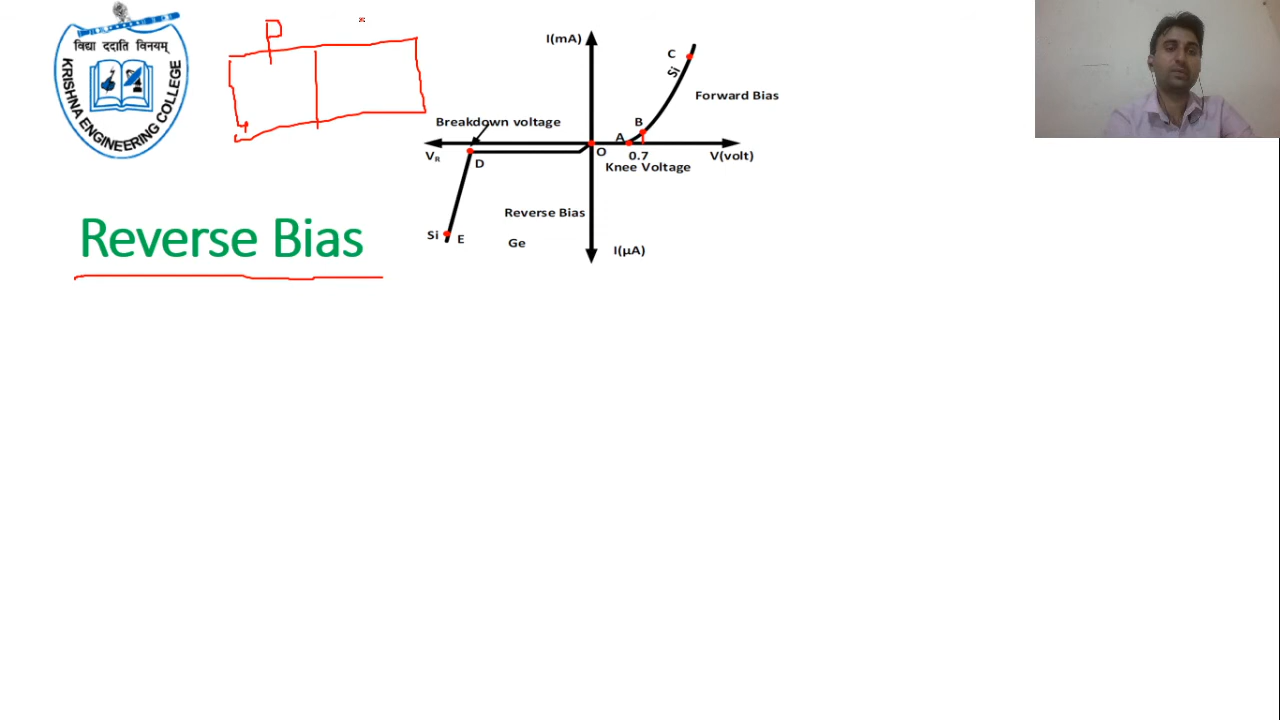 विद्या ददाति विनयम्
KRISHNA ENGINEERING COLLEGE
P
I(mA)
C
Si
Forward Bias
Breakdown voltage
B
A
VR
D
O
0.7
V(volt)
Knee Voltage
Reverse Bias
Reverse Bias
Si
E
Ge
I(µA)